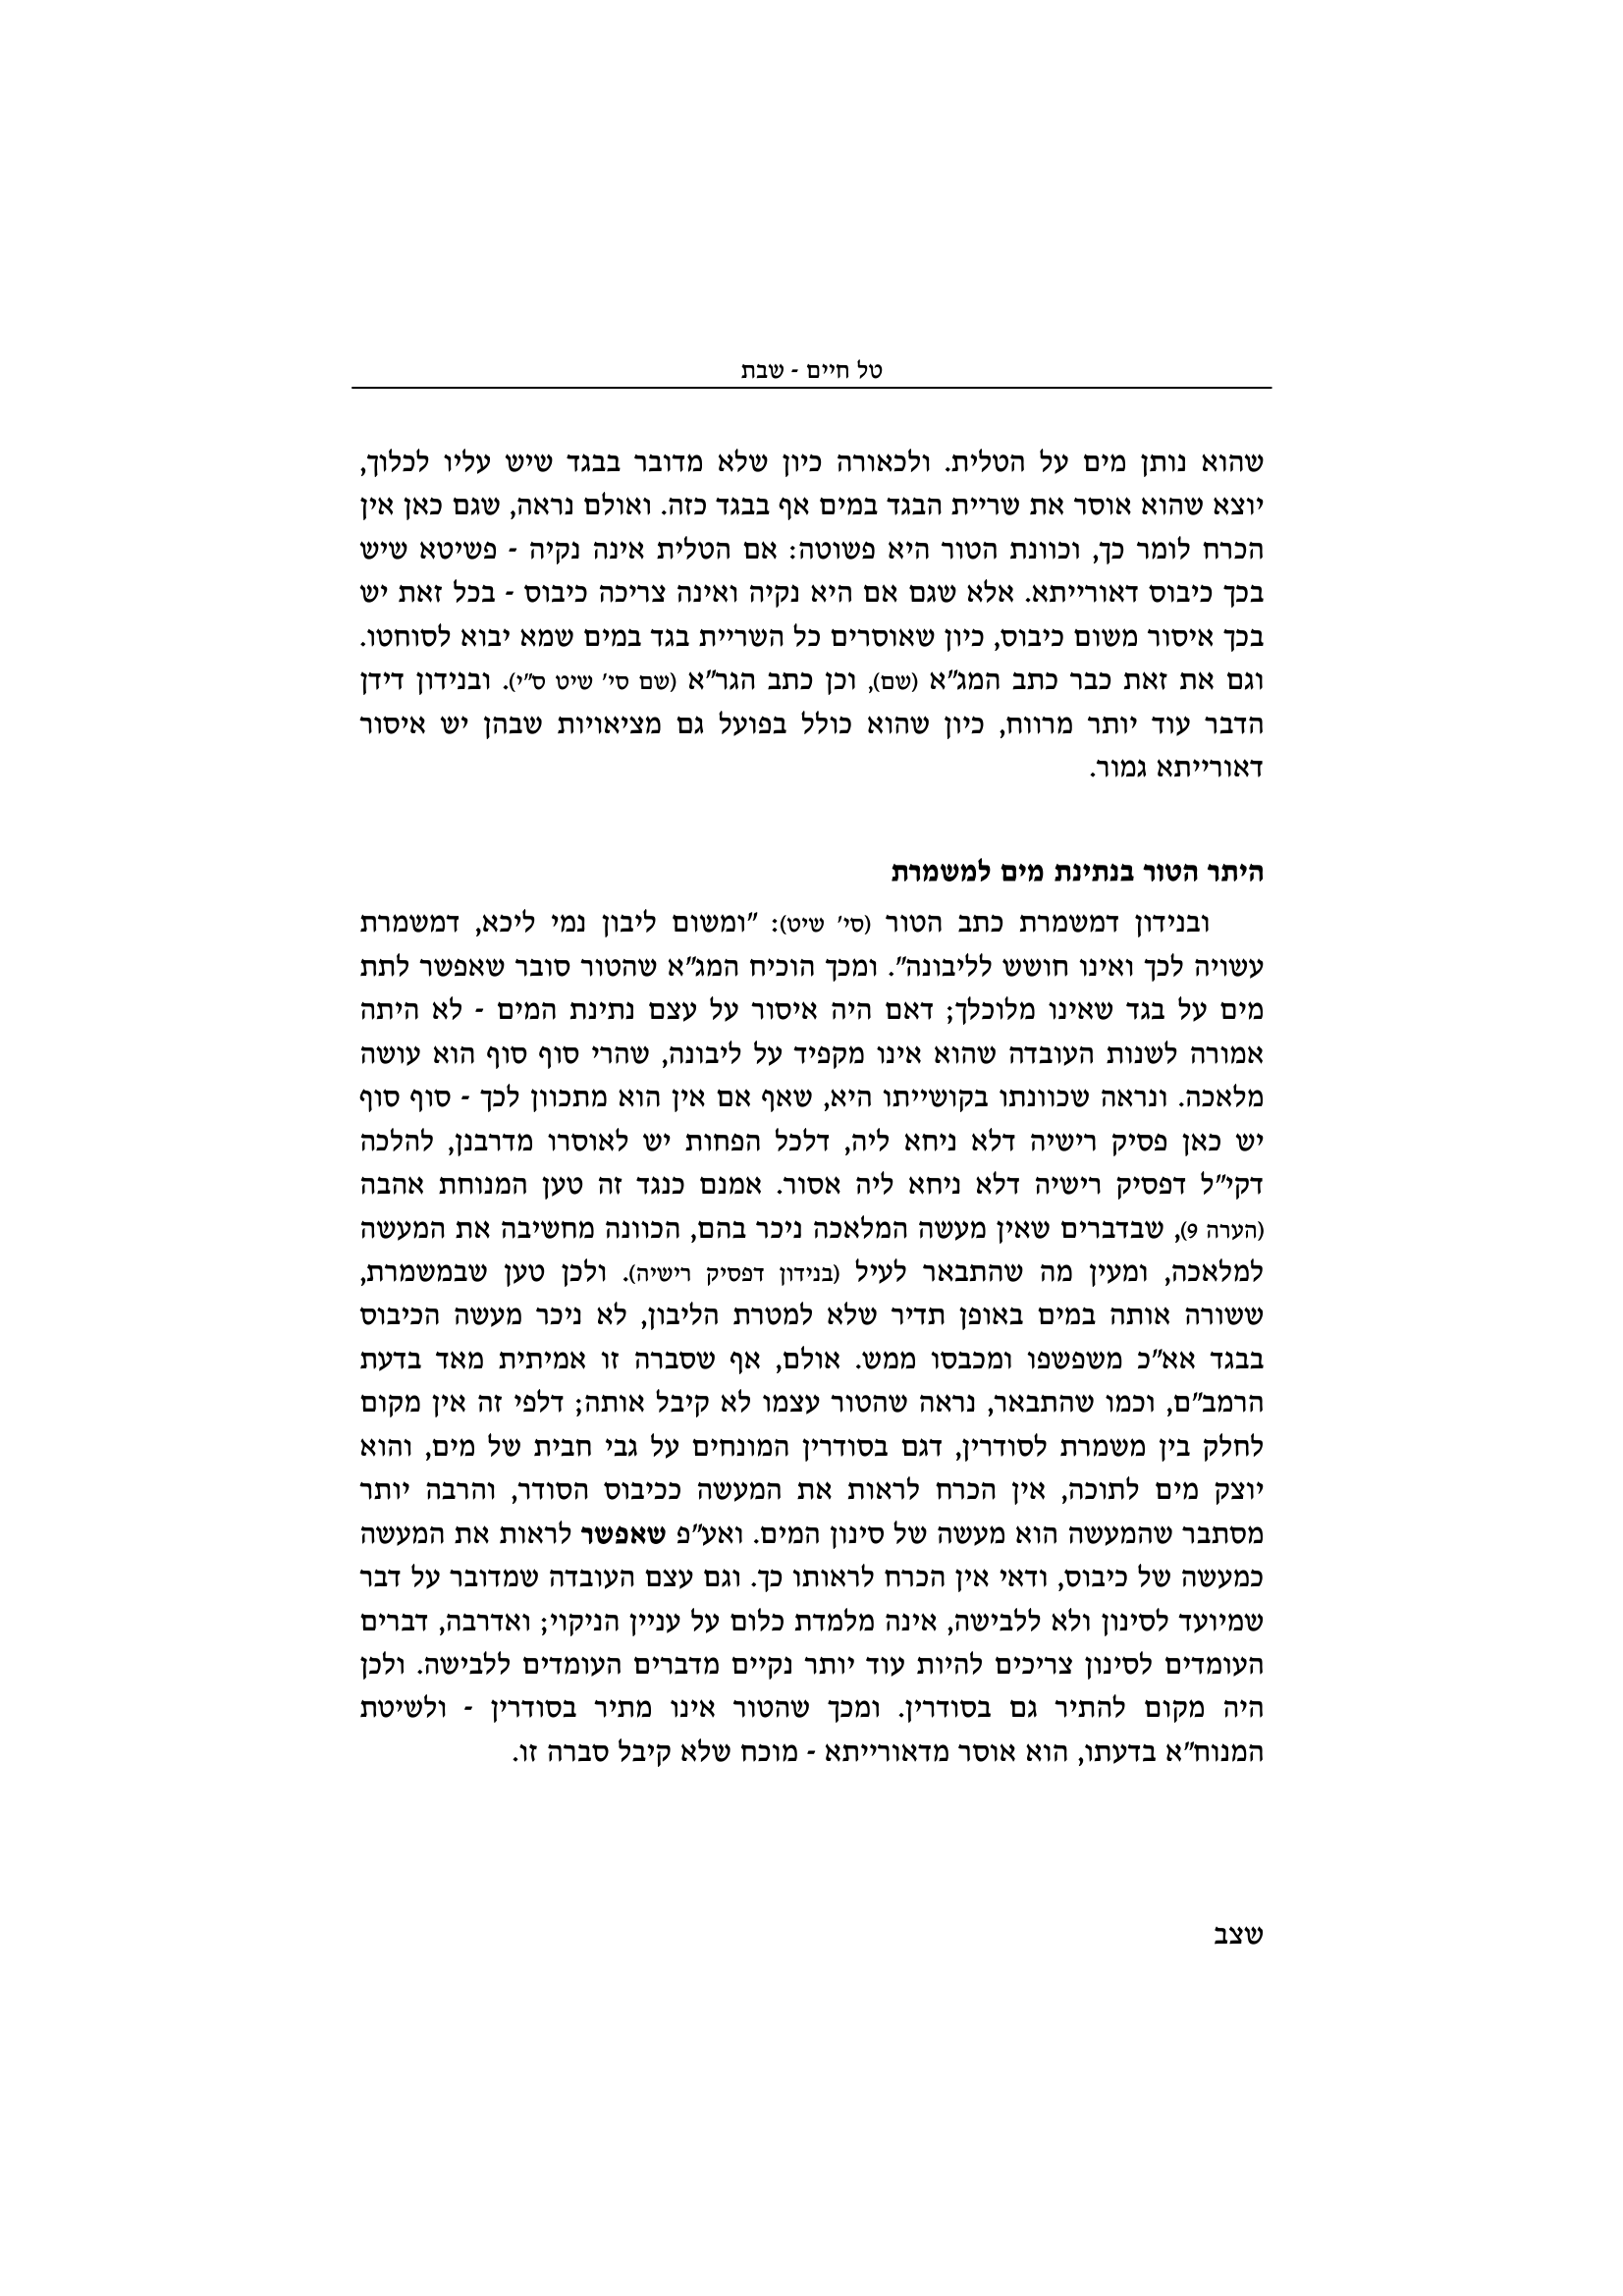 טל חיים - שבת
שהוא נותן מים על הטלית. ולכאורה כיון שלא מדובר בבגד שיש עליו לכלוך,
יוצא שהוא אוסר את שריית הבגד במים אף בבגד כזה. ואולם נראה, שגם כאן אין
הכרח לומר כך, וכוונת הטור היא פשוטה: אם הטלית אינה נקיה - פשיטא שיש
בכך כיבוס דאורייתא. אלא שגם אם היא נקיה ואינה צריכה כיבוס - בכל זאת יש
בכך איסור משום כיבוס, כיון שאוסרים כל השריית בגד במים שמא יבוא לסוחטו.
וגם את זאת כבר כתב המג"א (שם), וכן כתב הגר"א (שם סי' שיט ס"י). ובנידון דידן
הדבר עוד יותר מרווח, כיון שהוא כולל בפועל גם מציאויות שבהן יש איסור
דאורייתא גמור.
היתר הטור בנתינת מים למשמרת
ובנידון דמשמרת כתב הטור (סי' שיט): "ומשום ליבון נמי ליכא, דמשמרת
עשויה לכך ואינו חושש לליבונה". ומכך הוכיח המג"א שהטור סובר שאפשר לתת
מים על בגד שאינו מלוכלך; דאם היה איסור על עצם נתינת המים - לא היתה
אמורה לשנות העובדה שהוא אינו מקפיד על ליבונה, שהרי סוף סוף הוא עושה
מלאכה. ונראה שכוונתו בקושייתו היא, שאף אם אין הוא מתכוון לכך - סוף סוף
יש כאן פסיק רישיה דלא ניחא ליה, דלכל הפחות יש לאוסרו מדרבנן, להלכה
דקי"ל דפסיק רישיה דלא ניחא ליה אסור. אמנם כנגד זה טען המנוחת אהבה
(הערה 9), שבדברים שאין מעשה המלאכה ניכר בהם, הכוונה מחשיבה את המעשה
למלאכה, ומעין מה שהתבאר לעיל (בנידון דפסיק רישיה). ולכן טען שבמשמרת,
ששורה אותה במים באופן תדיר שלא למטרת הליבון, לא ניכר מעשה הכיבוס
בבגד אא"כ משפשפו ומכבסו ממש. אולם, אף שסברה זו אמיתית מאד בדעת
הרמב"ם, וכמו שהתבאר, נראה שהטור עצמו לא קיבל אותה; דלפי זה אין מקום
לחלק בין משמרת לסודרין, דגם בסודרין המונחים על גבי חבית של מים, והוא
יוצק מים לתוכה, אין הכרח לראות את המעשה ככיבוס הסודר, והרבה יותר
מסתבר שהמעשה הוא מעשה של סינון המים. ואע"פ שאפשר לראות את המעשה
כמעשה של כיבוס, ודאי אין הכרח לראותו כך. וגם עצם העובדה שמדובר על דבר
שמיועד לסינון ולא ללבישה, אינה מלמדת כלום על עניין הניקוי; ואדרבה, דברים
העומדים לסינון צריכים להיות עוד יותר נקיים מדברים העומדים ללבישה. ולכן
היה מקום להתיר גם בסודרין. ומכך שהטור אינו מתיר בסודרין - ולשיטת
המנוח"א בדעתו, הוא אוסר מדאורייתא - מוכח שלא קיבל סברה זו.
שצב